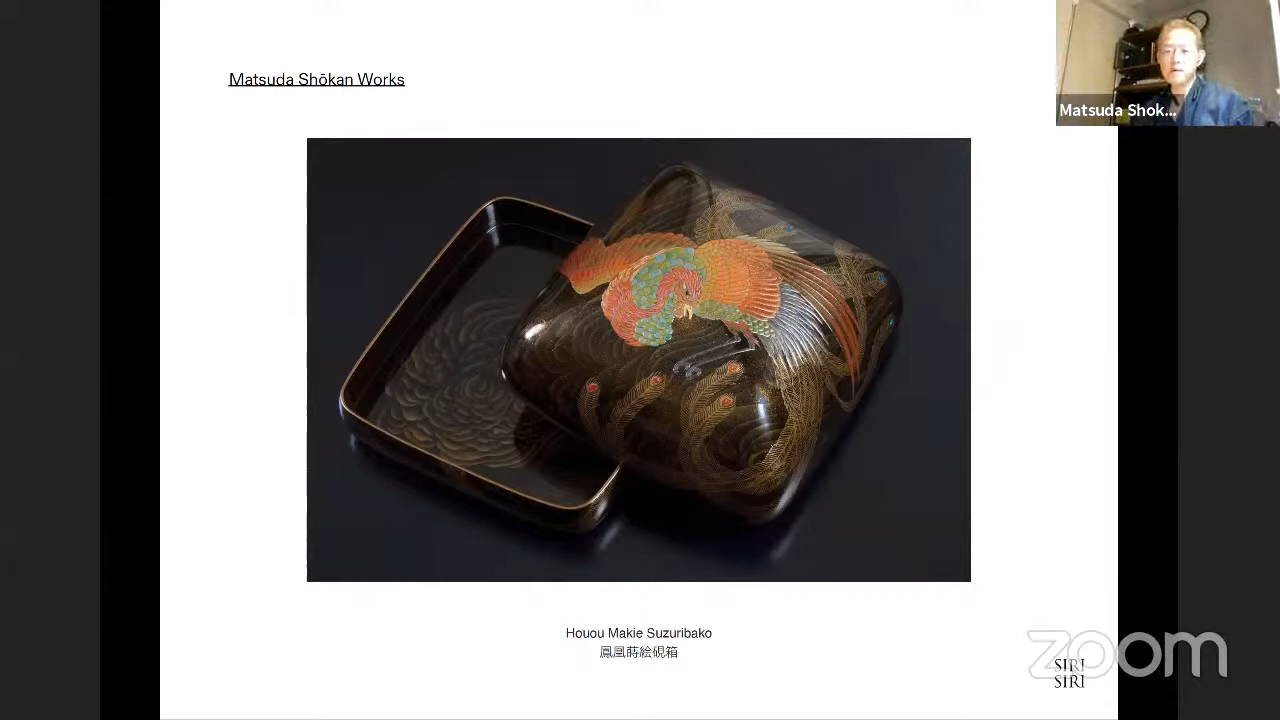 Matsuda Shōkan Works
Matsuda Shok...
Houou Makie Suzuribako
鳳凰蒔絵硯箱
zoom
SIRI
SIRI